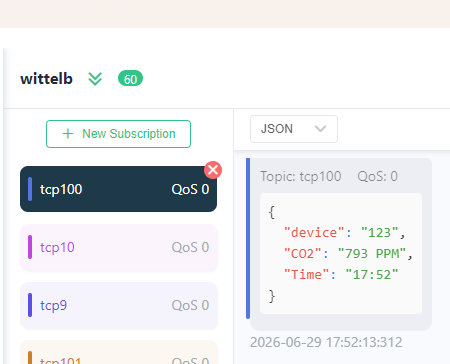 wittelb 60
+ New Subscription
JSON
tcp100 QoS 0
tcp10 QoS 0
tcp9 QoS 0
tcp101 QoS 0
Topic: tcp100 QoS: 0
{
"device": "123",
"CO2": "793 PPM",
"Time": "17:52"
}
2026-06-29 17:52:13:312